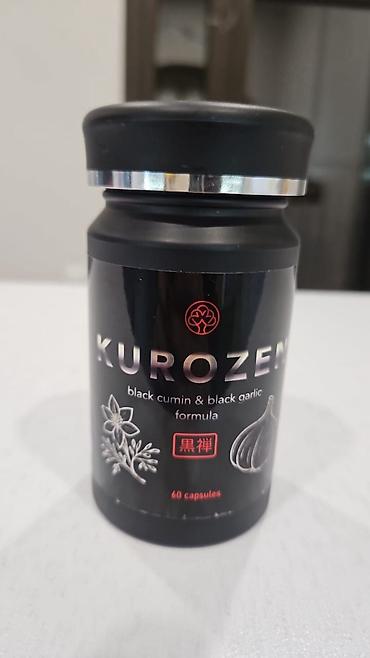 KUROZEN
black cumin & black garlic
formula
黒禅
60 capsules